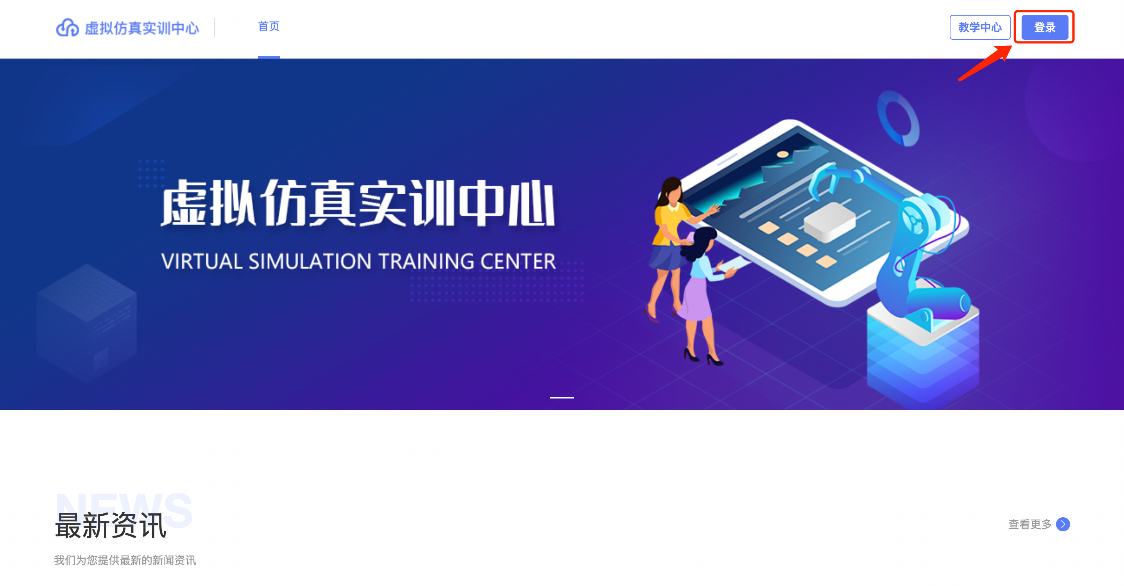 虚拟仿真实训中心
首页
教学中心
登录
虚拟仿真实训中心
VIRTUAL SIMULATION TRAINING CENTER
NEWS
最新资讯
查看更多
我们为您提供最新的新闻资讯